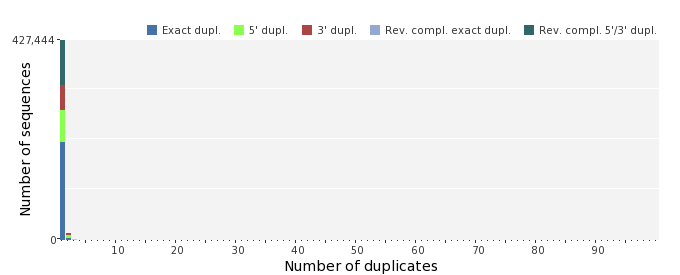 Exact dupl. 5' dupl. 3' dupl. Rev. compl. exact dupl. Rev. compl. 5'/3' dupl.
427,444
Number of sequences
0
10 20 30 40 50 60 70 80 90
Number of duplicates